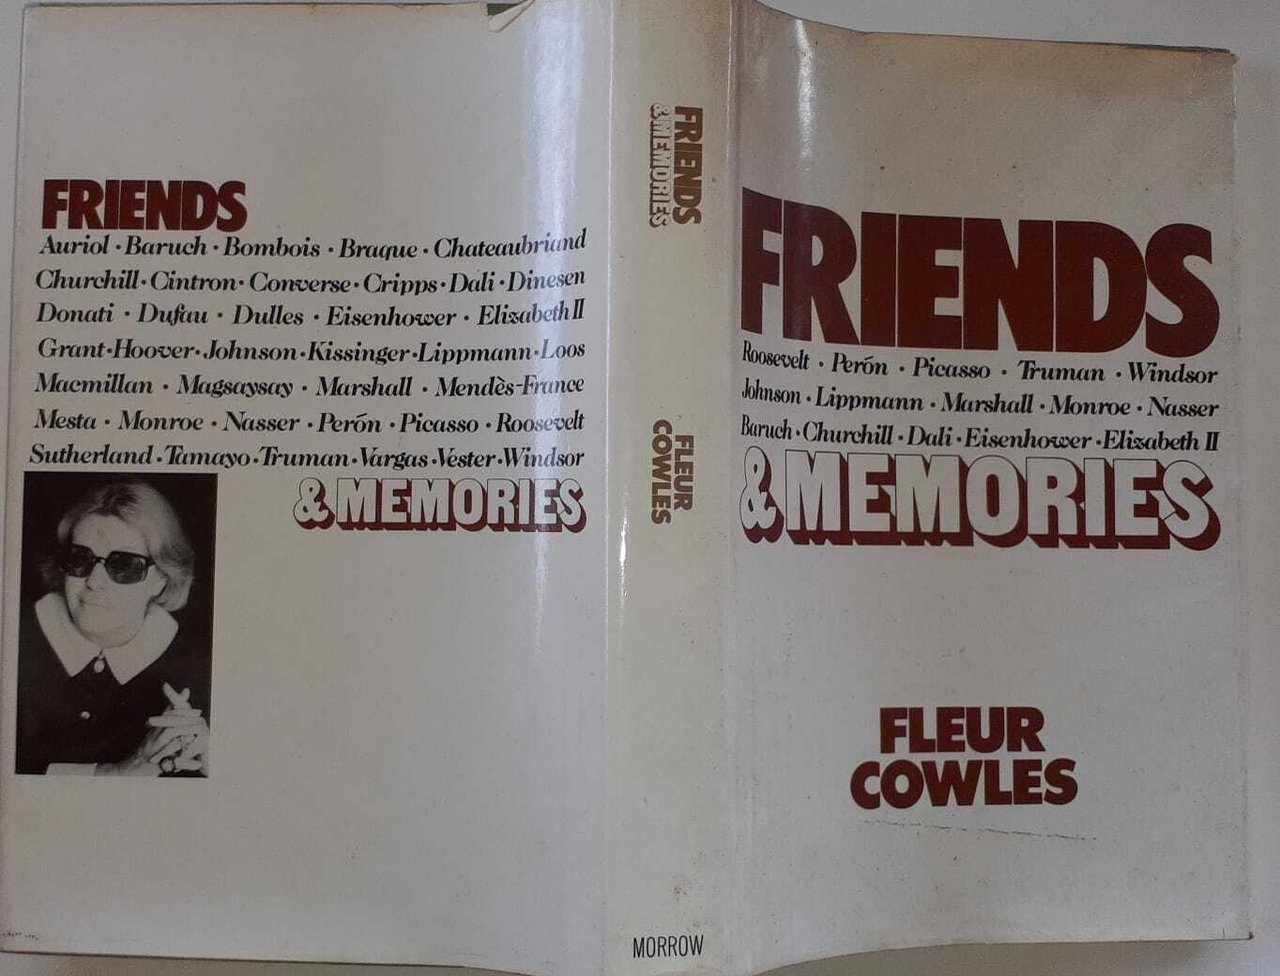 FRIENDS
Auriol · Baruch · Bombois · Braque · Chateaubriand
Churchill · Cintron · Converse · Cripps · Dali · Dinesen
Donati · Dufau · Dulles · Eisenhower · Elizabeth II
Grant · Hoover · Johnson · Kissinger · Lippmann · Loos
Macmillan · Magsaysay · Marshall · Mendès-France
Mesta · Monroe · Nasser · Perón · Picasso · Roosevelt
Sutherland · Tamayo · Truman · Vargas · Vester · Windsor
& MEMORIES
FRIENDS
& MEMORIES
FLEUR
COWLES
MORROW
FRIENDS
Roosevelt · Perón · Picasso · Truman · Windsor
Johnson · Lippmann · Marshall · Monroe · Nasser
Baruch · Churchill · Dali · Eisenhower · Elizabeth II
& MEMORIES
FLEUR
COWLES